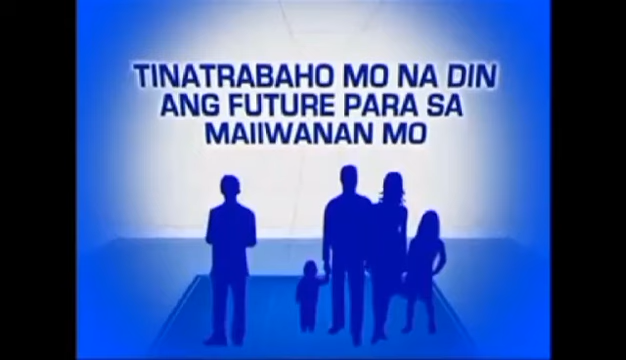 TINATRABAHO MO NA DIN
ANG FUTURE PARA SA
MAIIWANAN MO